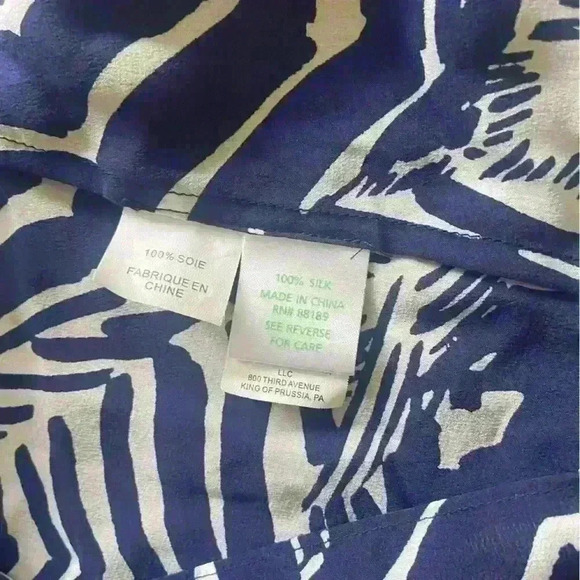 100% SOIE
FABRIQUE EN
CHINE
100% SILK
MADE IN CHINA
RN# 88189
SEE REVERSE
FOR CARE
LLC
800 THIRD AVENUE
KING OF PRUSSIA, PA